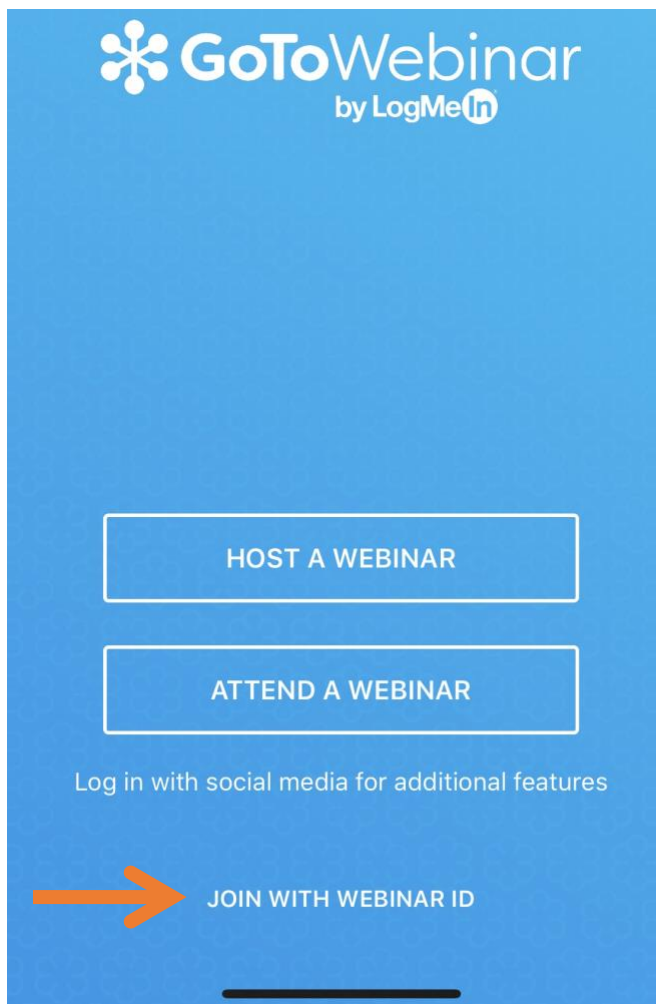 GoToWebinar
by LogMeIn
HOST A WEBINAR
ATTEND A WEBINAR
Log in with social media for additional features
JOIN WITH WEBINAR ID